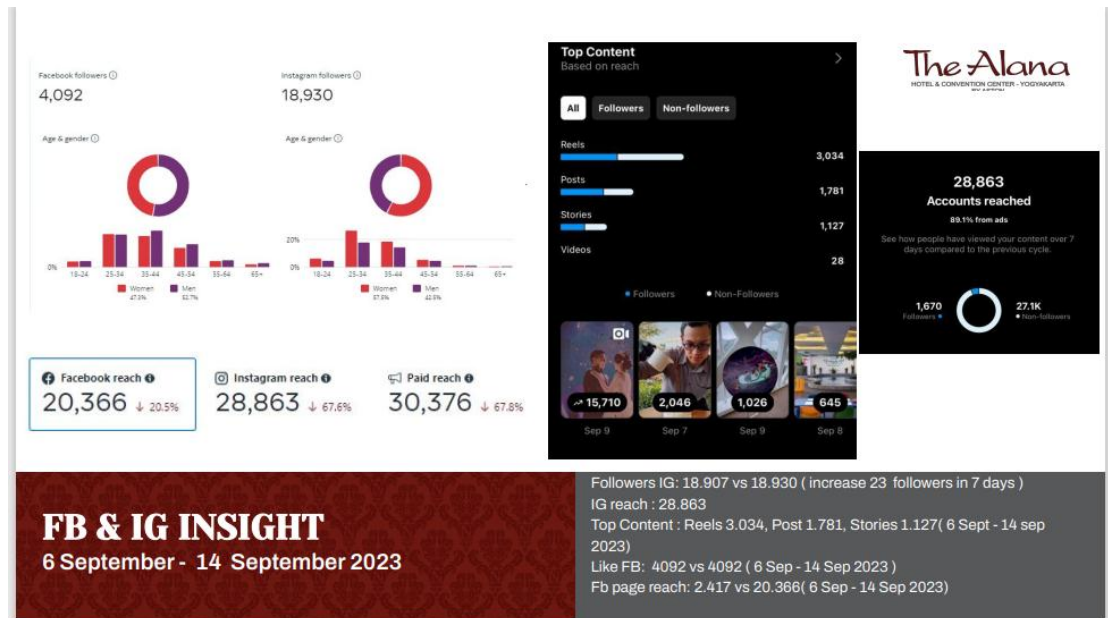 Facebook followers
4,092
Instagram followers
18,930
Age & gender
Age & gender
0%
18-24 25-34 35-44 45-54 55-64 65+
Women Men
47.3% 52.7%
20%
0%
18-24 25-34 35-44 45-54 55-64 65+
Women Men
Facebook reach
20,366 ↓ 20.5%
Instagram reach
28,863 ↓ 67.6%
Paid reach
30,376 ↓ 67.8%
Top Content
Based on reach
All Followers Non-followers
Reels
3,034
Posts
1,781
Stories
1,127
Videos
28
Followers Non-Followers
15,710 2,046 1,026 645
Sep 9 Sep 7 Sep 9 Sep 8
The Alana
HOTEL & CONVENTION CENTER - YOGYAKARTA
BY ASTON
28,863
Accounts reached
89.1% from ads
See how people have viewed your content over 7
days compared to the previous cycle.
1,670
Followers
27.1K
Non-followers
FB & IG INSIGHT
6 September - 14 September 2023
Followers IG: 18.907 vs 18.930 ( increase 23 followers in 7 days )
IG reach : 28.863
Top Content : Reels 3.034, Post 1.781, Stories 1.127( 6 Sept - 14 sep
2023)
Like FB: 4092 vs 4092 ( 6 Sep - 14 Sep 2023 )
Fb page reach: 2.417 vs 20.366( 6 Sep - 14 Sep 2023)